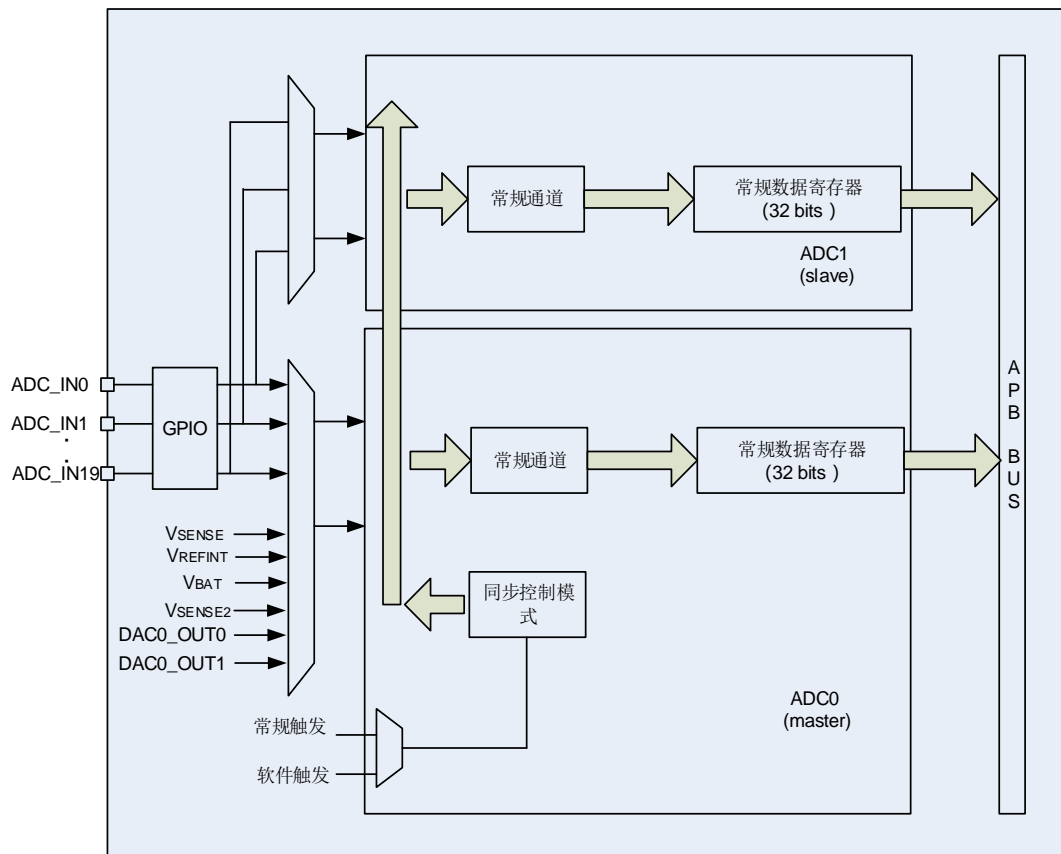 常规通道
常规数据寄存器
(32 bits )
ADC1
(slave)
ADC_IN0
ADC_IN1
.
.
ADC_IN19
GPIO
常规通道
常规数据寄存器
(32 bits )
APB BUS
VSENSE
VREFINT
VBAT
VSENSE2
DAC0_OUT0
DAC0_OUT1
同步控制模
式
ADC0
(master)
常规触发
软件触发